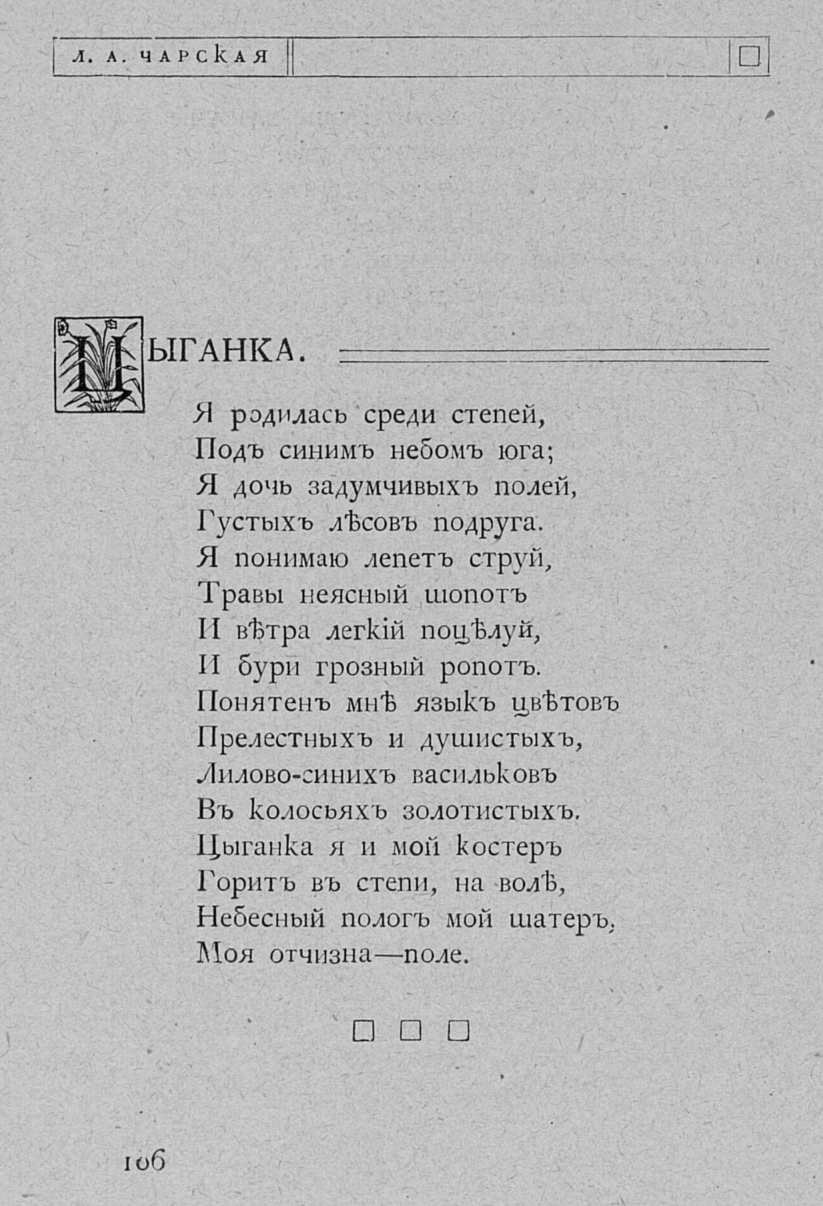 Л. А. ЧАРСКАЯ
ЦЫГАНКА.
Я родилась среди степей,
Подъ синимъ небомъ юга;
Я дочь задумчивыхъ полей,
Густыхъ лѣсовъ подруга.
Я понимаю лепетъ струй,
Травы неясный шопотъ
И вѣтра легкій поцѣлуй,
И бури грозный ропотъ.
Понятенъ мнѣ языкъ цвѣтовъ
Прелестныхъ и душистыхъ,
Лилово-синихъ васильковъ
Въ колосьяхъ золотистыхъ.
Цыганка я и мой костеръ
Горитъ въ степи, на волѣ,
Небесный пологъ мой шатеръ,
Моя отчизна—поле.
106